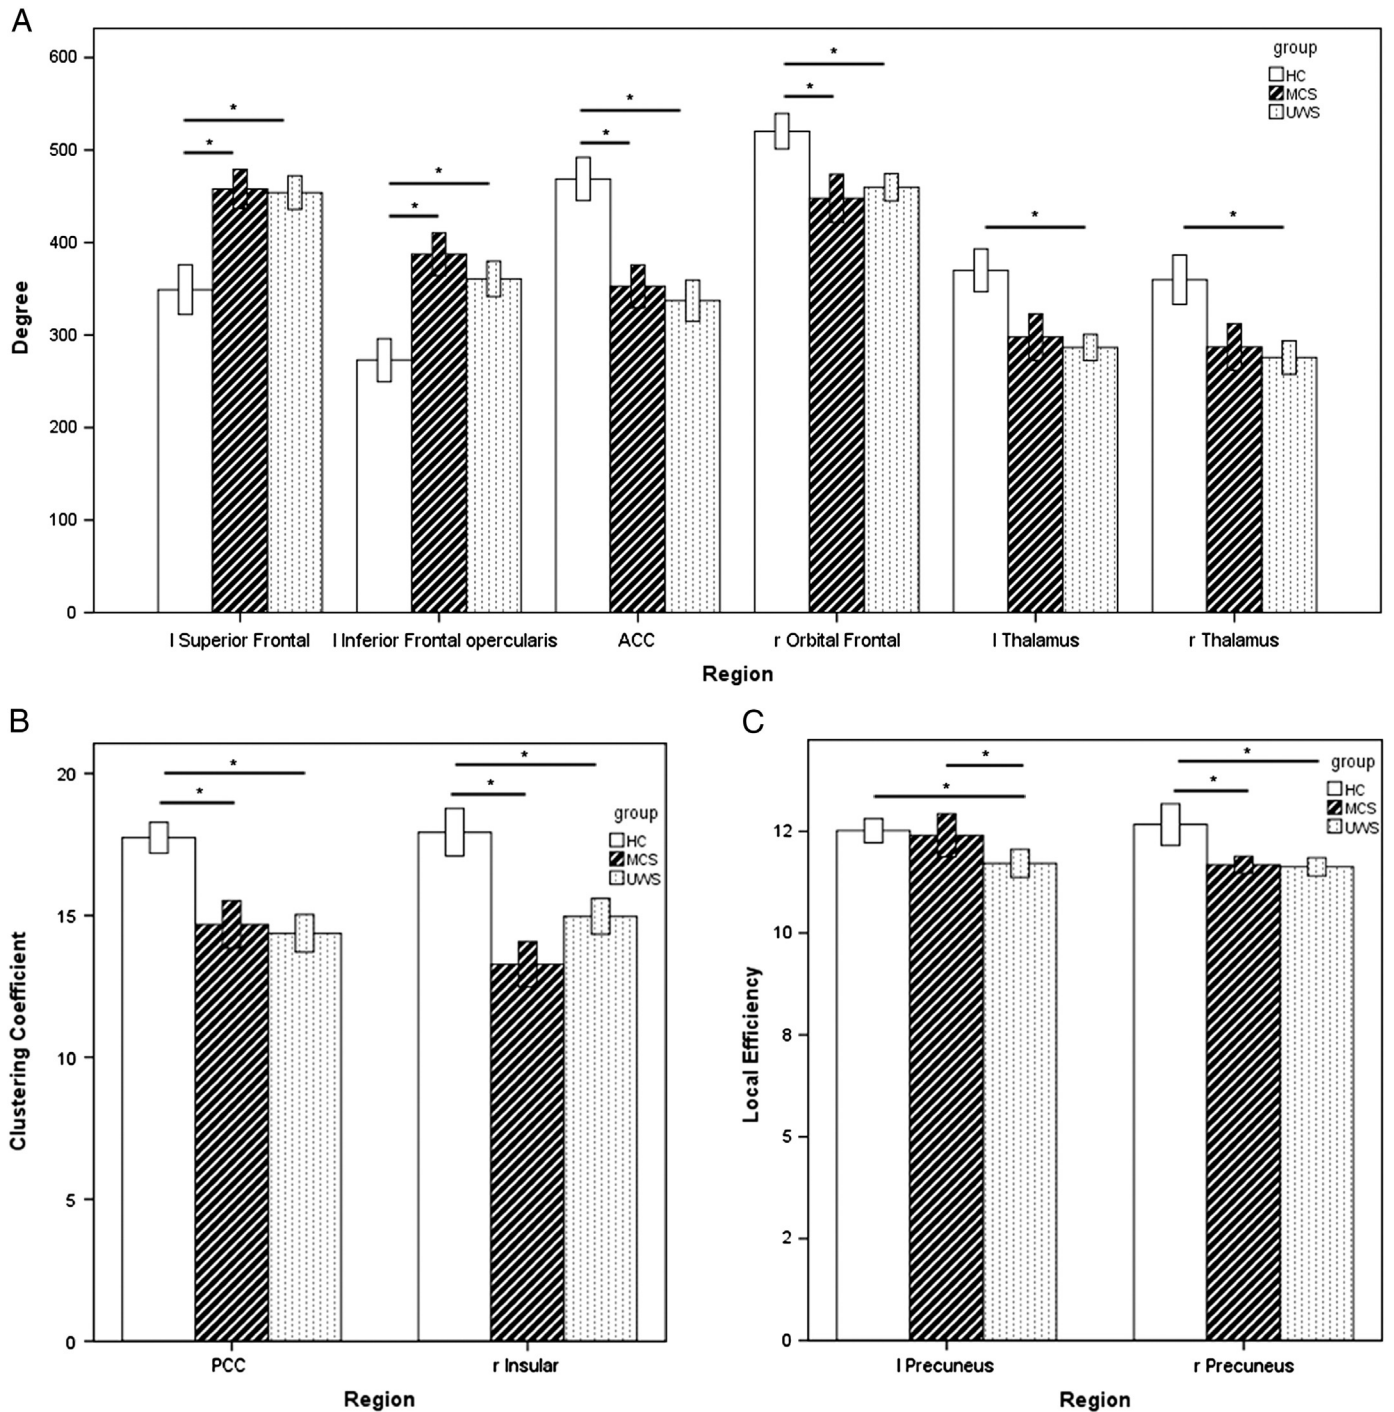 A
600
500
400
300
200
100
0
Degree
* * * * * * * * * *
group
HC
MCS
UWS
l Superior Frontal l Inferior Frontal opercularis ACC r Orbital Frontal l Thalamus r Thalamus
Region
B
20
15
10
5
0
Clustering Coefficient
* * * *
group
HC
MCS
UWS
PCC r Insular
Region
C
12
10
8
5
2
0
Local Efficiency
* * * *
group
HC
MCS
UWS
l Precuneus r Precuneus
Region